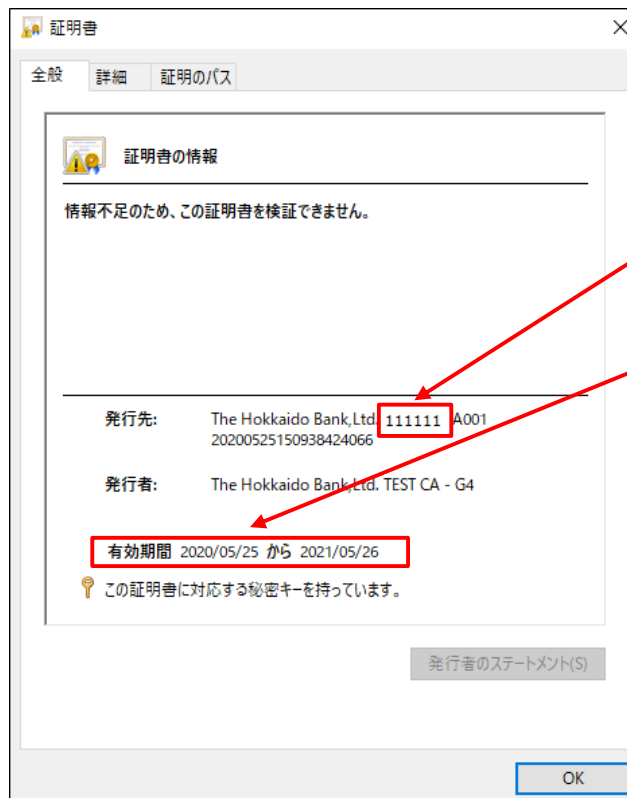 証明書
全般 詳細 証明のパス
証明書の情報
情報不足のため、この証明書を検証できません。
発行先: The Hokkaido Bank,Ltd. 111111 A001
20200525150938424066
発行者: The Hokkaido Bank,Ltd. TEST CA - G4
有効期間 2020/05/25 から 2021/05/26
この証明書に対応する秘密キーを持っています。
発行者のステートメント(S)
OK